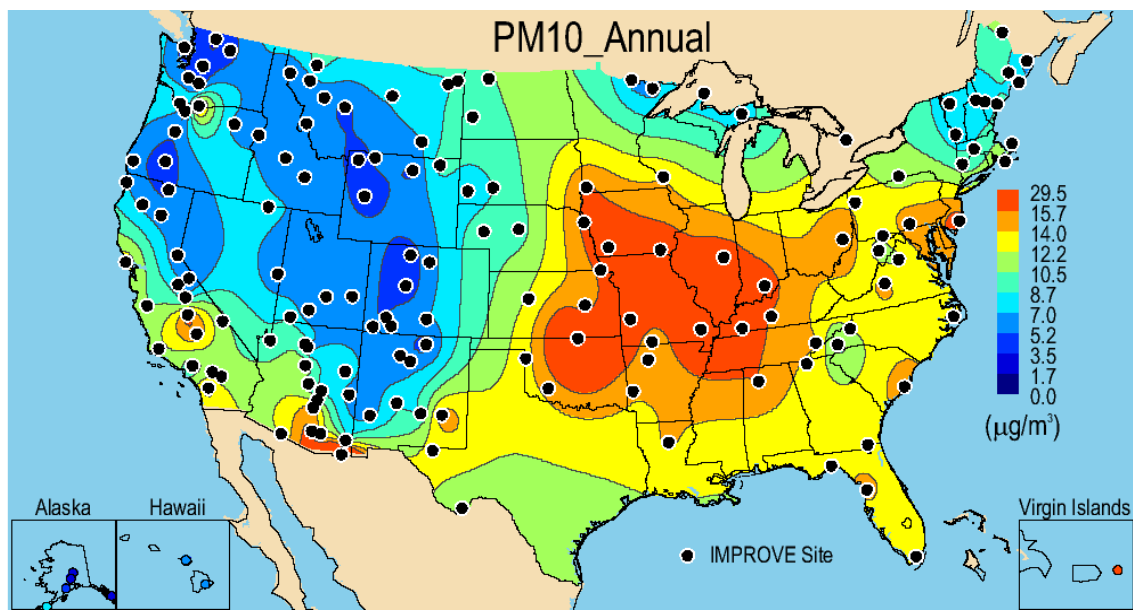 PM10_Annual
29.5
15.7
14.0
12.2
10.5
8.7
7.0
5.2
3.5
1.7
0.0
(μg/m³)
Alaska
Hawaii
IMPROVE Site
Virgin Islands